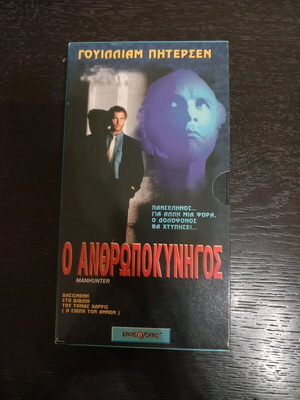 ΓΟΥΙΛΛΙΑΜ ΠΗΤΕΡΣΕΝ
ΠΑΝΣΕΛΗΝΟΣ...
ΓΙΑ ΑΛΛΗ ΜΙΑ ΦΟΡΑ,
Ο ΔΟΛΟΦΟΝΟΣ
ΘΑ ΧΤΥΠΗΣΕΙ...
Ο ΑΝΘΡΩΠΟΚΥΝΗΓΟΣ
MANHUNTER
ΒΑΣΙΣΜΕΝΗ
ΣΤΟ ΒΙΒΛΙΟ
ΤΟΥ ΤΟΜΑΣ ΧΑΡΡΙΣ
( Η ΣΙΩΠΗ ΤΩΝ ΑΜΝΩΝ )